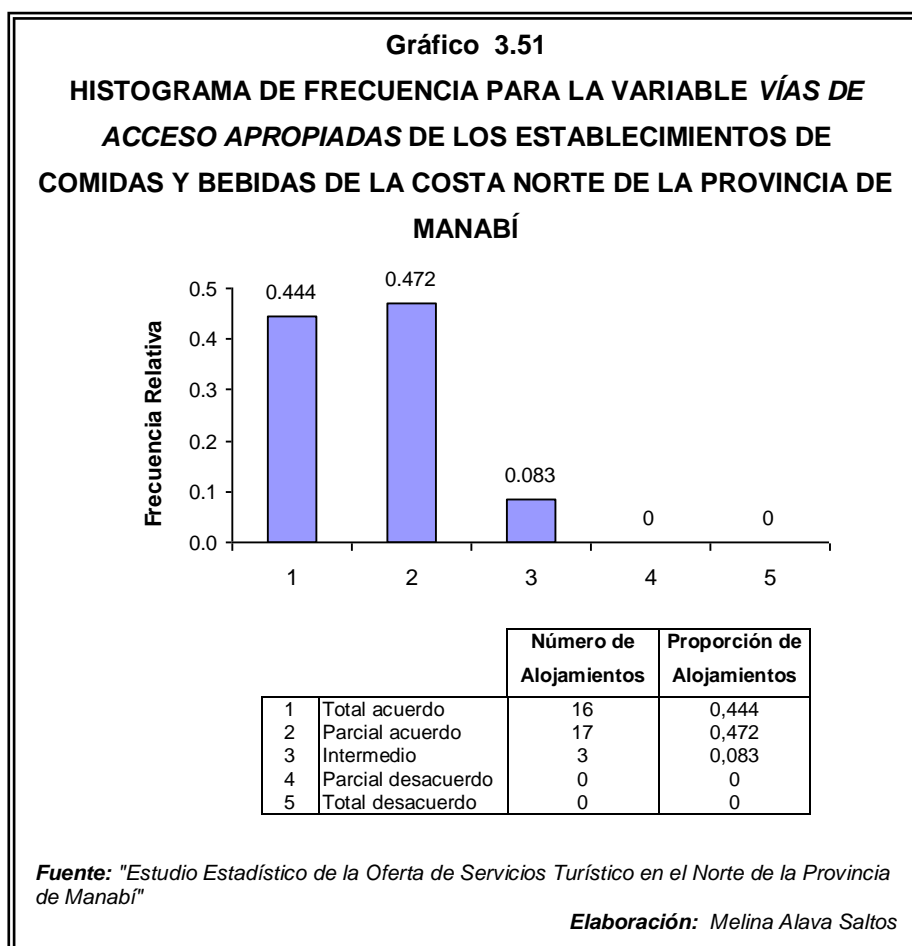 Gráfico 3.51
HISTOGRAMA DE FRECUENCIA PARA LA VARIABLE VÍAS DE
ACCESO APROPIADAS DE LOS ESTABLECIMIENTOS DE
COMIDAS Y BEBIDAS DE LA COSTA NORTE DE LA PROVINCIA DE
MANABÍ
Frecuencia Relativa
0.5
0.4
0.3
0.2
0.1
0.0
0.444
0.472
0.083
0
0
1 2 3 4 5
Número de Alojamientos Proporción de Alojamientos
1 Total acuerdo 16 0,444
2 Parcial acuerdo 17 0,472
3 Intermedio 3 0,083
4 Parcial desacuerdo 0 0
5 Total desacuerdo 0 0
Fuente: "Estudio Estadístico de la Oferta de Servicios Turístico en el Norte de la Provincia
de Manabí"
Elaboración: Melina Alava Saltos